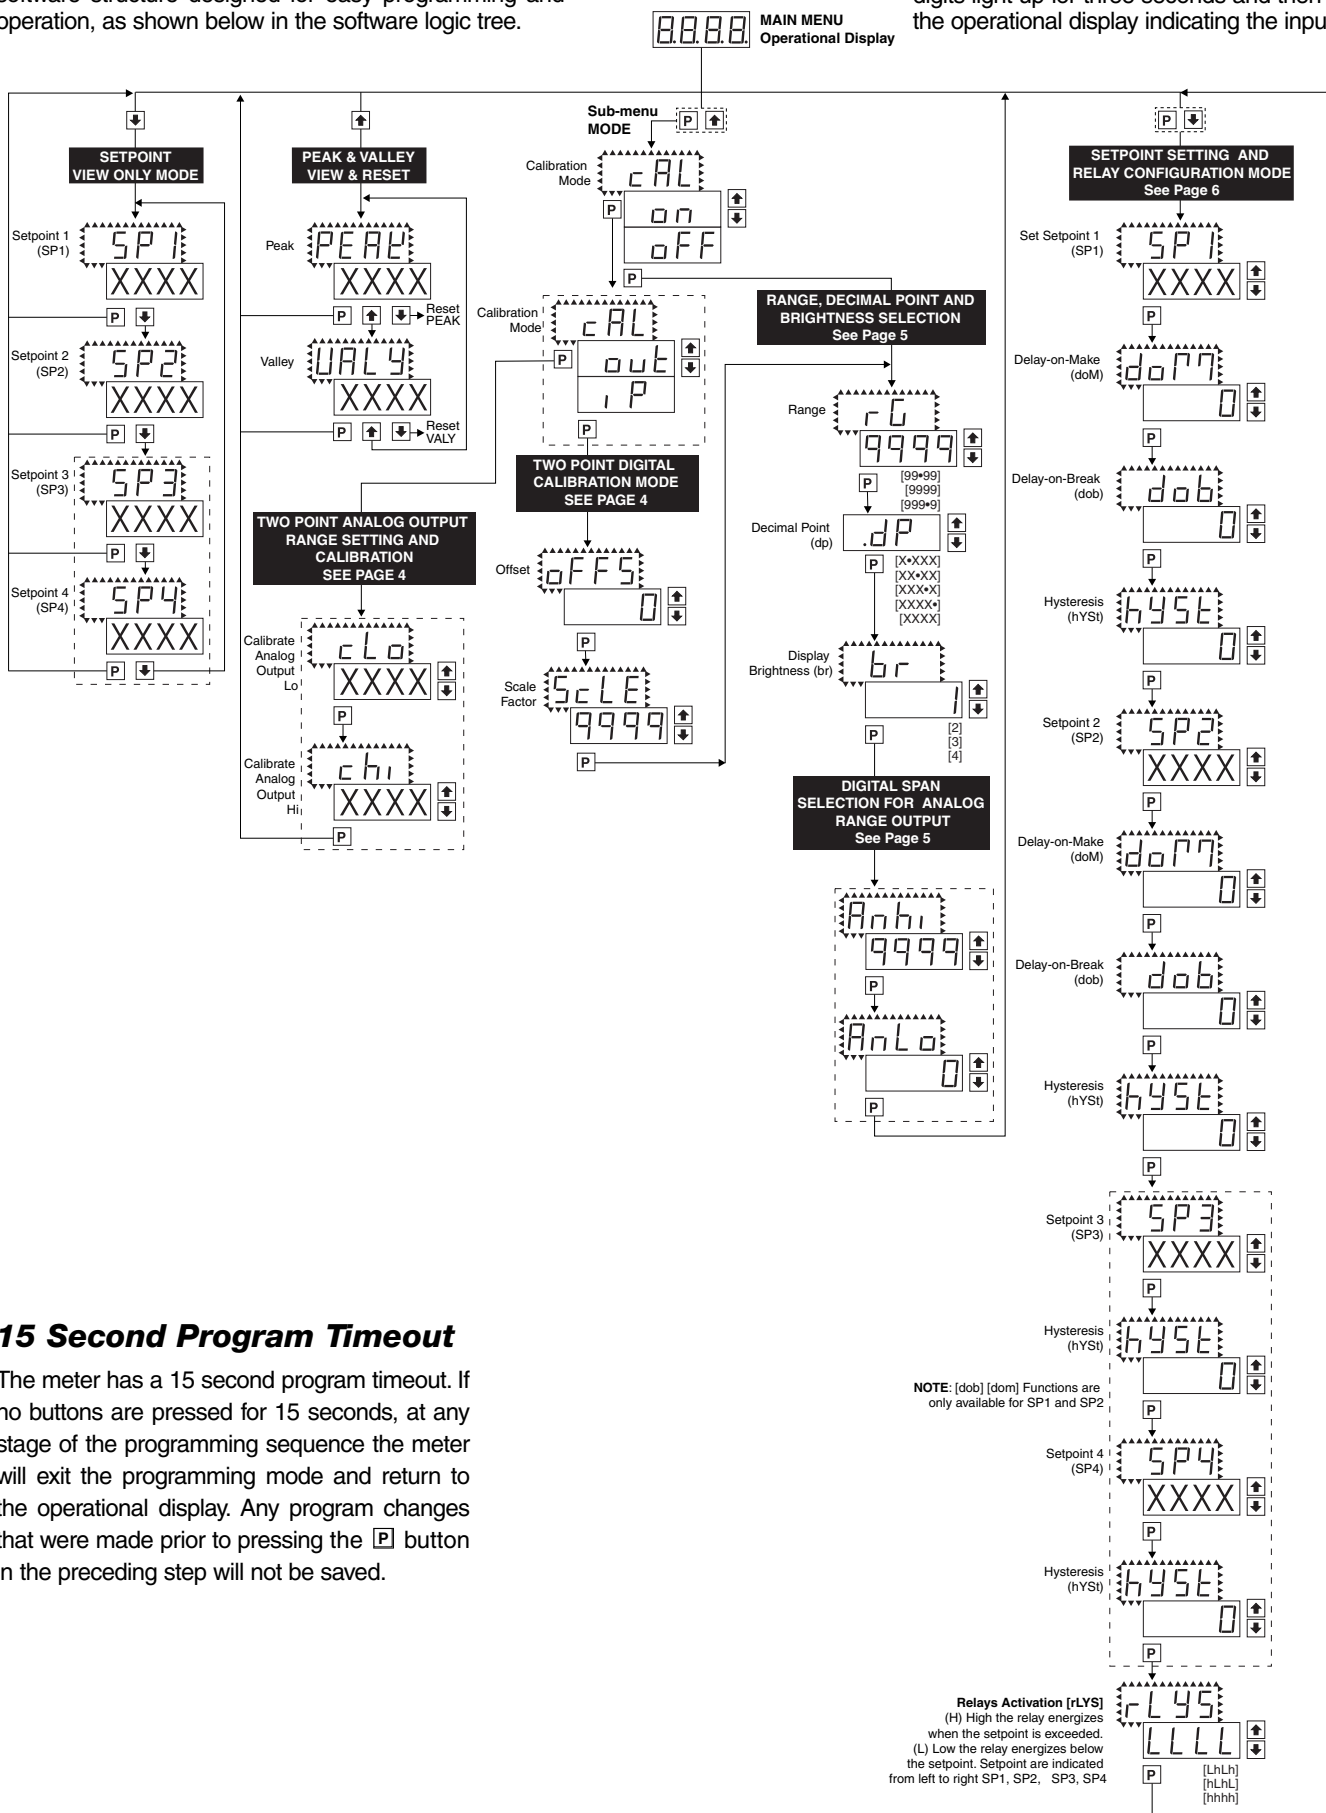 operation, as shown below in the software logic tree.
8.8.8.8.
MAIN MENU
Operational Display
digits light up for three seconds and then
the operational display indicating the inpu
SETPOINT
VIEW ONLY MODE
Setpoint 1
(SP1)
SP1
XXXX
P
Setpoint 2
(SP2)
SP2
XXXX
P
Setpoint 3
(SP3)
SP3
XXXX
P
Setpoint 4
(SP4)
SP4
XXXX
P
PEAK & VALLEY
VIEW & RESET
Peak
PEAK
XXXX
P
Reset
PEAK
Valley
VALY
XXXX
P
Reset
VALY
Sub-menu
MODE
P
Calibration
Mode
cAL
on
oFF
P
P
Calibration
Mode
cAL
out
iP
P
P
TWO POINT ANALOG OUTPUT
RANGE SETTING AND
CALIBRATION
SEE PAGE 4
Calibrate
Analog
Output
Lo
cLo
XXXX
P
Calibrate
Analog
Output
Hi
chi
XXXX
P
TWO POINT DIGITAL
CALIBRATION MODE
SEE PAGE 4
Offset
oFFS
0
P
Scale
Factor
ScLE
9999
P
RANGE, DECIMAL POINT AND
BRIGHTNESS SELECTION
See Page 5
Range
rG
9999
P
[99•99]
[9999]
[999•9]
Decimal Point
(dp)
.dP
P
[X•XXX]
[XX•XX]
[XXX•X]
[XXXX•]
[XXXX]
Display
Brightness (br)
br
1
P
[2]
[3]
[4]
DIGITAL SPAN
SELECTION FOR ANALOG
RANGE OUTPUT
See Page 5
Anhi
9999
P
AnLo
0
P
P
SETPOINT SETTING AND
RELAY CONFIGURATION MODE
See Page 6
Set Setpoint 1
(SP1)
SP1
XXXX
P
Delay-on-Make
(doM)
doM
0
P
Delay-on-Break
(dob)
dob
0
P
Hysteresis
(hYSt)
hYSt
0
P
Setpoint 2
(SP2)
SP2
XXXX
P
Delay-on-Make
(doM)
doM
0
P
Delay-on-Break
(dob)
dob
0
P
Hysteresis
(hYSt)
hYSt
0
P
Setpoint 3
(SP3)
SP3
XXXX
P
Hysteresis
(hYSt)
hYSt
0
NOTE: [dob] [dom] Functions are
only available for SP1 and SP2
P
Setpoint 4
(SP4)
SP4
XXXX
P
Hysteresis
(hYSt)
hYSt
0
P
Relays Activation [rLYS]
(H) High the relay energizes
when the setpoint is exceeded.
(L) Low the relay energizes below
the setpoint. Setpoint are indicated
from left to right SP1, SP2, SP3, SP4
rLYS
LLLL
P
[LhLh]
[hLhL]
[hhhh]
15 Second Program Timeout
The meter has a 15 second program timeout. If
no buttons are pressed for 15 seconds, at any
stage of the programming sequence the meter
will exit the programming mode and return to
the operational display. Any program changes
that were made prior to pressing the P button
in the preceding step will not be saved.